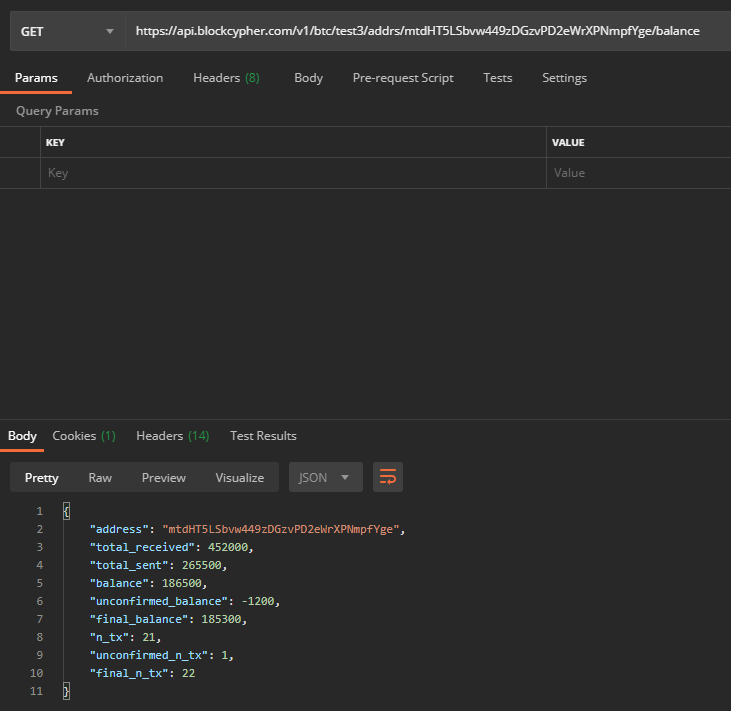 GET https://api.blockcypher.com/v1/btc/test3/addrs/mtdHT5LSbvw449zDGzvPD2eWrXPNmpfYge/balance
Params Authorization Headers (8) Body Pre-request Script Tests Settings
Query Params
KEY VALUE
Key Value
Body Cookies (1) Headers (14) Test Results
Pretty Raw Preview Visualize JSON
1 {
2 "address": "mtdHT5LSbvw449zDGzvPD2eWrXPNmpfYge",
3 "total_received": 452000,
4 "total_sent": 265500,
5 "balance": 186500,
6 "unconfirmed_balance": -1200,
7 "final_balance": 185300,
8 "n_tx": 21,
9 "unconfirmed_n_tx": 1,
10 "final_n_tx": 22
11 }